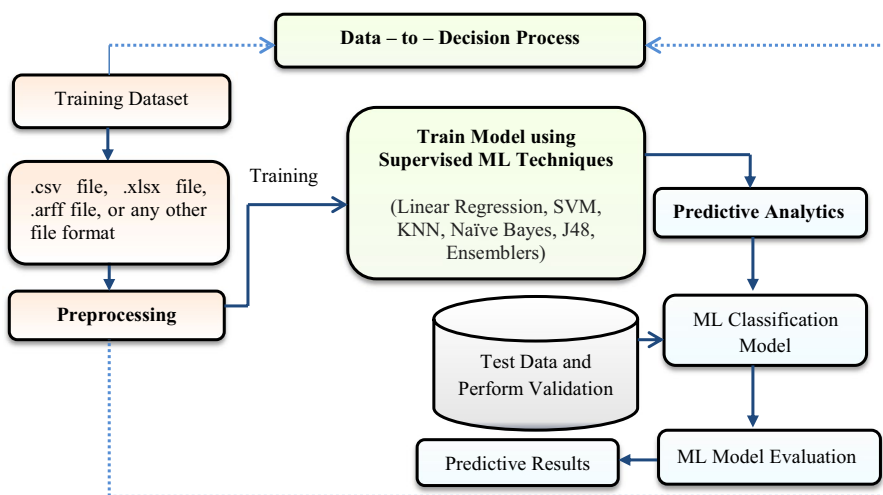 Data – to – Decision Process
Training Dataset
.csv file, .xlsx file,
.arff file, or any other
file format
Preprocessing
Training
Train Model using
Supervised ML Techniques
(Linear Regression, SVM,
KNN, Naïve Bayes, J48,
Ensemblers)
Predictive Analytics
ML Classification
Model
Test Data and
Perform Validation
ML Model Evaluation
Predictive Results